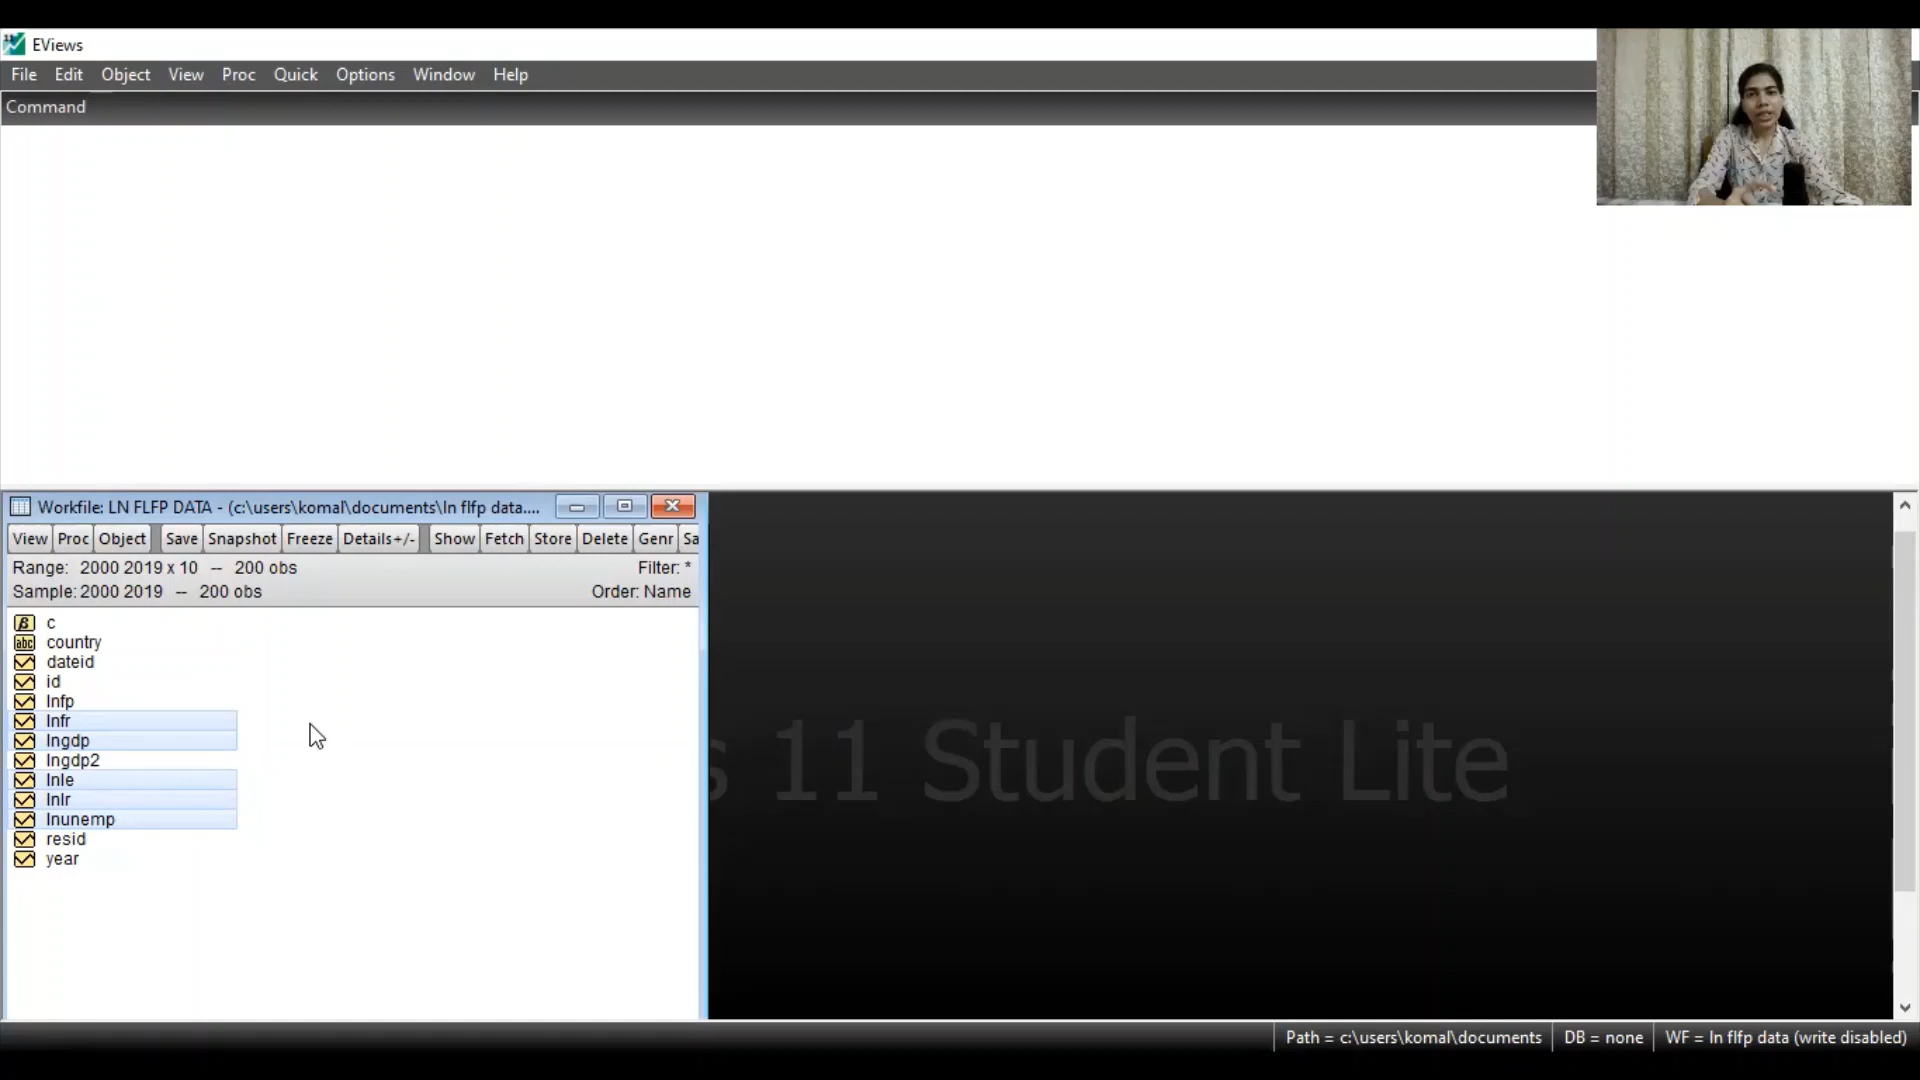 EViews
File Edit Object View Proc Quick Options Window Help
Command
Workfile: LN FLFP DATA - (c:\users\komal\documents\ln flfp data....
View Proc Object Save Snapshot Freeze Details+/- Show Fetch Store Delete Genr Sa
Range: 2000 2019 x 10 -- 200 obs Filter: *
Sample: 2000 2019 -- 200 obs Order: Name
c
abc country
dateid
id
lnfp
lnfr
lngdp
lngdp2
lnle
lnlr
lnunemp
resid
year
s 11 Student Lite
Path = c:\users\komal\documents DB = none WF = ln flfp data (write disabled)